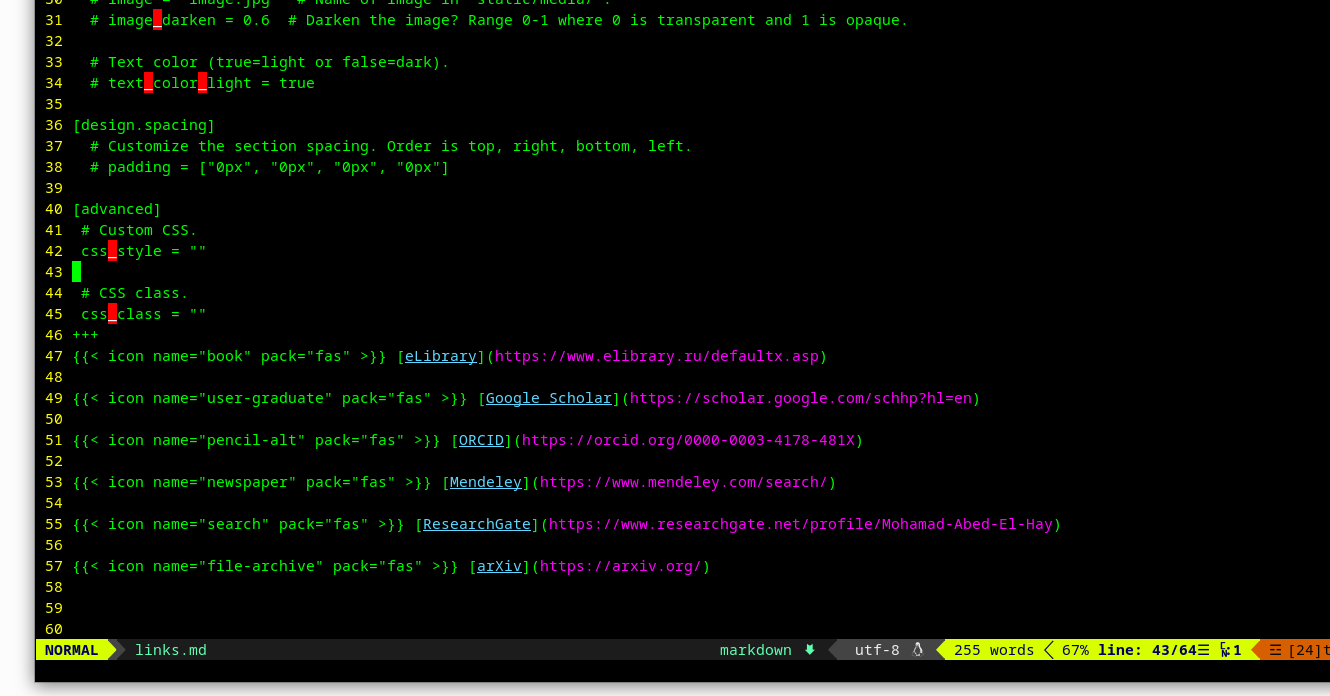 30   # image = "image.jpg"  # Name of image in `static/media/`.
31   # image_darken = 0.6  # Darken the image? Range 0-1 where 0 is transparent and 1 is opaque.
32
33   # Text color (true=light or false=dark).
34   # text_color_light = true
35
36 [design.spacing]
37   # Customize the section spacing. Order is top, right, bottom, left.
38   # padding = ["0px", "0px", "0px", "0px"]
39
40 [advanced]
41  # Custom CSS.
42  css_style = ""
43
44  # CSS class.
45  css_class = ""
46 +++
47 {{< icon name="book" pack="fas" >}} [eLibrary](https://www.elibrary.ru/defaultx.asp)
48
49 {{< icon name="user-graduate" pack="fas" >}} [Google Scholar](https://scholar.google.com/schhp?hl=en)
50
51 {{< icon name="pencil-alt" pack="fas" >}} [ORCID](https://orcid.org/0000-0003-4178-481X)
52
53 {{< icon name="newspaper" pack="fas" >}} [Mendeley](https://www.mendeley.com/search/)
54
55 {{< icon name="search" pack="fas" >}} [ResearchGate](https://www.researchgate.net/profile/Mohamad-Abed-El-Hay)
56
57 {{< icon name="file-archive" pack="fas" >}} [arXiv](https://arxiv.org/)
58
59
60
NORMAL links.md markdown utf-8 255 words 67% line: 43/64☰ :1 ☲ [24]t